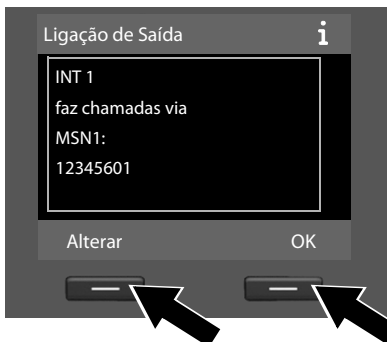 Ligação de Saída i
INT 1
faz chamadas via
MSN1:
12345601
Alterar OK